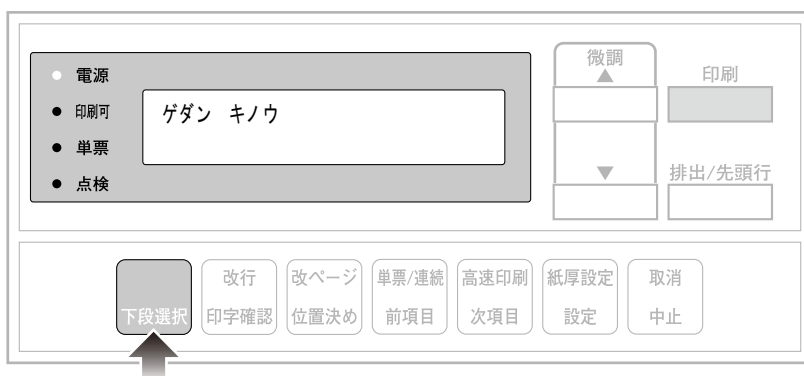 電源
印刷可
単票
点検
ゲダン キノウ
微調
▲
▼
印刷
排出/先頭行
下段選択
改行
印字確認
改ページ
位置決め
単票/連続
前項目
高速印刷
次項目
紙厚設定
設定
取消
中止